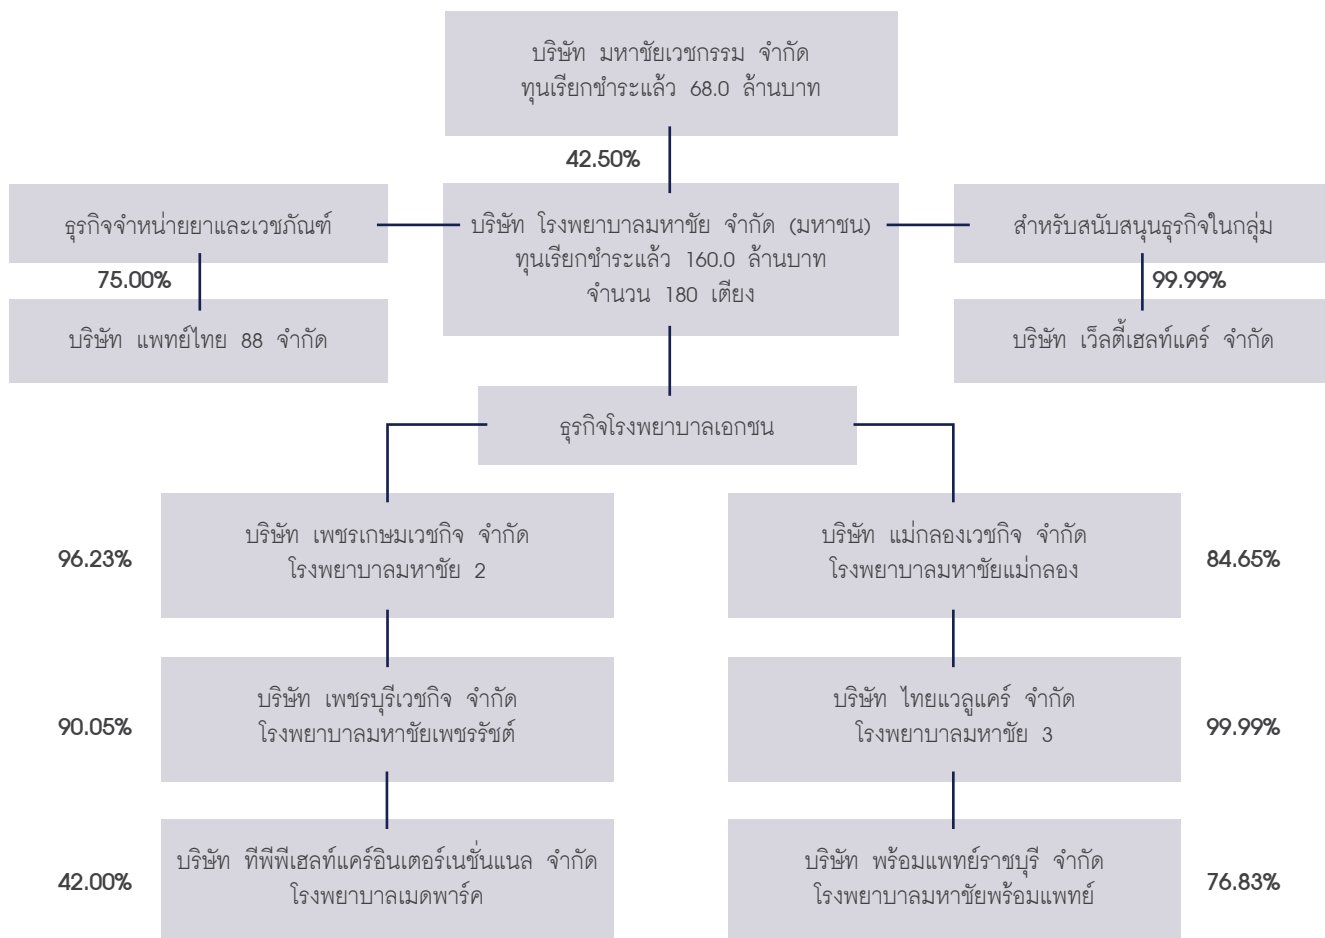 บริษัท มหาชัยเวชกรรม จำกัด
ทุนเรียกชำระแล้ว 68.0 ล้านบาท
42.50%
ธุรกิจจำหน่ายยาและเวชภัณฑ์
75.00%
บริษัท แพทย์ไทย 88 จำกัด
บริษัท โรงพยาบาลมหาชัย จำกัด (มหาชน)
ทุนเรียกชำระแล้ว 160.0 ล้านบาท
จำนวน 180 เตียง
สำหรับสนับสนุนธุรกิจในกลุ่ม
99.99%
บริษัท เว็ลตี้เฮลท์แคร์ จำกัด
ธุรกิจโรงพยาบาลเอกชน
96.23%
บริษัท เพชรเกษมเวชกิจ จำกัด
โรงพยาบาลมหาชัย 2
บริษัท แม่กลองเวชกิจ จำกัด
โรงพยาบาลมหาชัยแม่กลอง
84.65%
90.05%
บริษัท เพชรบุรีเวชกิจ จำกัด
โรงพยาบาลมหาชัยเพชรรัชต์
บริษัท ไทยแวลูแคร์ จำกัด
โรงพยาบาลมหาชัย 3
99.99%
42.00%
บริษัท ทีพีพีเฮลท์แคร์อินเตอร์เนชั่นแนล จำกัด
โรงพยาบาลเมดพาร์ค
บริษัท พร้อมแพทย์ราชบุรี จำกัด
โรงพยาบาลมหาชัยพร้อมแพทย์
76.83%